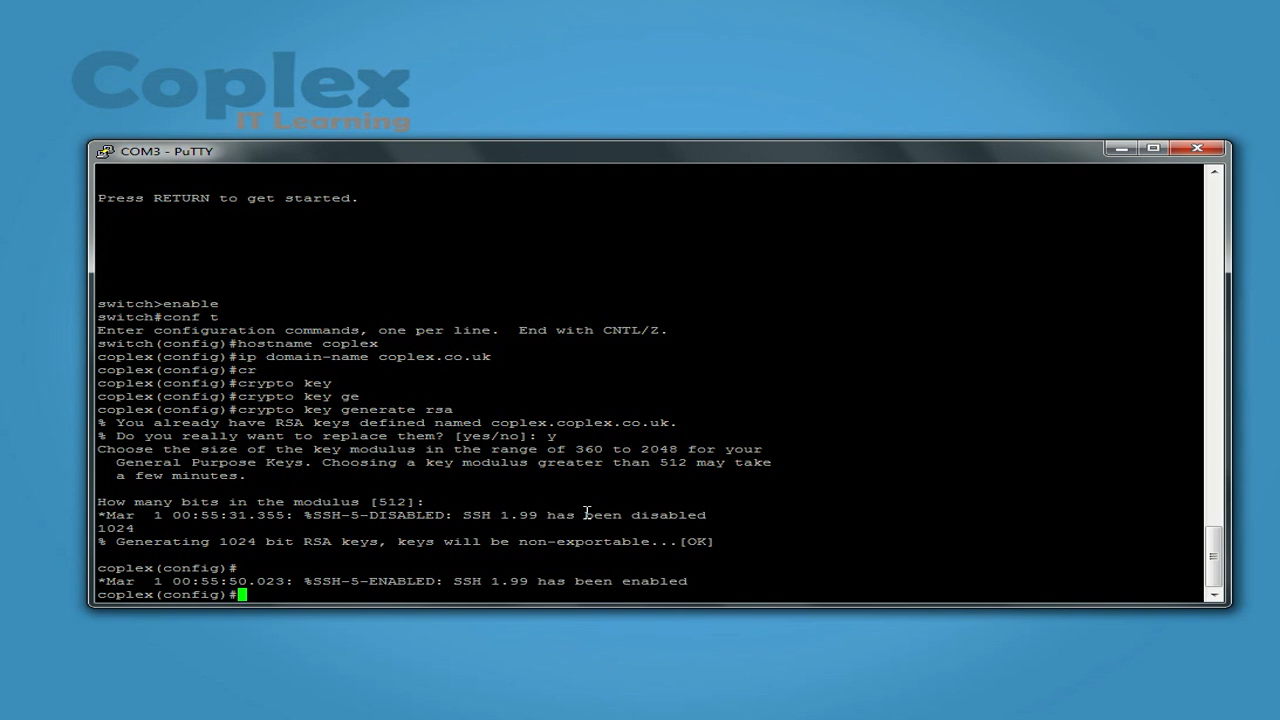 Coplex
IT Learning
COM3 - PuTTY
Press RETURN to get started.
switch>enable
switch#conf t
Enter configuration commands, one per line.  End with CNTL/Z.
switch(config)#hostname coplex
coplex(config)#ip domain-name coplex.co.uk
coplex(config)#cr
coplex(config)#crypto key
coplex(config)#crypto key ge
coplex(config)#crypto key generate rsa
% You already have RSA keys defined named coplex.coplex.co.uk.
% Do you really want to replace them? [yes/no]: y
Choose the size of the key modulus in the range of 360 to 2048 for your
  General Purpose Keys. Choosing a key modulus greater than 512 may take
  a few minutes.
How many bits in the modulus [512]:
*Mar  1 00:55:31.355: %SSH-5-DISABLED: SSH 1.99 has been disabled
1024
% Generating 1024 bit RSA keys, keys will be non-exportable...[OK]
coplex(config)#
*Mar  1 00:55:50.023: %SSH-5-ENABLED: SSH 1.99 has been enabled
coplex(config)#